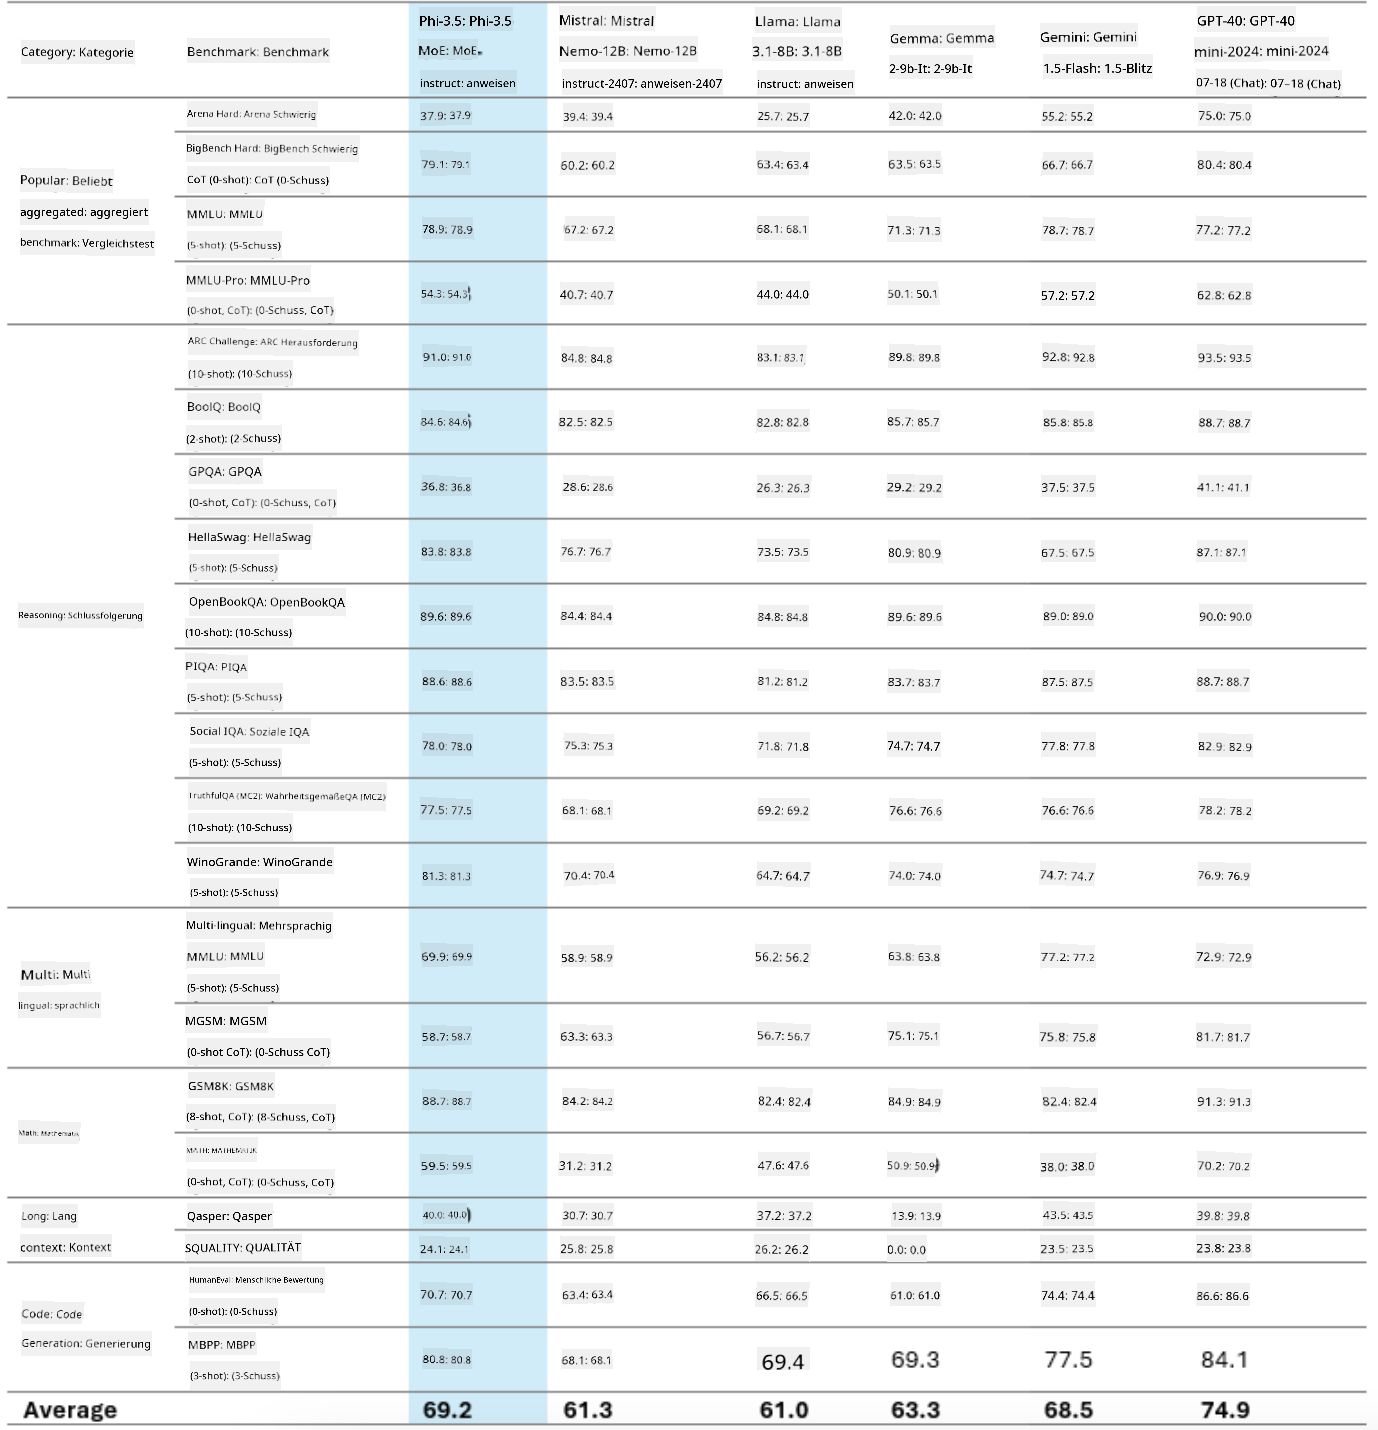 Category: Kategorie
Benchmark: Benchmark
Phi-3.5: Phi-3.5
MoE: MoE
instruct: anweisen
Mistral: Mistral
Nemo-12B: Nemo-12B
instruct-2407: anweisen-2407
Llama: Llama
3.1-8B: 3.1-8B
instruct: anweisen
Gemma: Gemma
2-9b-It: 2-9b-It
Gemini: Gemini
1.5-Flash: 1.5-Blitz
GPT-40: GPT-40
mini-2024: mini-2024
07-18 (Chat): 07–18 (Chat)
Popular: Beliebt
aggregated: aggregiert
benchmark: Vergleichstest
Arena Hard: Arena Schwierig
37.9: 37.9 39.4: 39.4 25.7: 25.7 42.0: 42.0 55.2: 55.2 75.0: 75.0
BigBench Hard: BigBench Schwierig
CoT (0-shot): CoT (0-Schuss)
79.1: 79.1 60.2: 60.2 63.4: 63.4 63.5: 63.5 66.7: 66.7 80.4: 80.4
MMLU: MMLU
(5-shot): (5-Schuss)
78.9: 78.9 67.2: 67.2 68.1: 68.1 71.3: 71.3 78.7: 78.7 77.2: 77.2
MMLU-Pro: MMLU-Pro
(0-shot, CoT): (0-Schuss, CoT)
54.3: 54.3 40.7: 40.7 44.0: 44.0 50.1: 50.1 57.2: 57.2 62.8: 62.8
Reasoning: Schlussfolgerung
ARC Challenge: ARC Herausforderung
(10-shot): (10-Schuss)
91.0: 91.0 84.8: 84.8 83.1: 83.1 89.8: 89.8 92.8: 92.8 93.5: 93.5
BoolQ: BoolQ
(2-shot): (2-Schuss)
84.6: 84.6 82.5: 82.5 82.8: 82.8 85.7: 85.7 85.8: 85.8 88.7: 88.7
GPQA: GPQA
(0-shot, CoT): (0-Schuss, CoT)
36.8: 36.8 28.6: 28.6 26.3: 26.3 29.2: 29.2 37.5: 37.5 41.1: 41.1
HellaSwag: HellaSwag
(5-shot): (5-Schuss)
83.8: 83.8 76.7: 76.7 73.5: 73.5 80.9: 80.9 67.5: 67.5 87.1: 87.1
OpenBookQA: OpenBookQA
(10-shot): (10-Schuss)
89.6: 89.6 84.4: 84.4 84.8: 84.8 89.6: 89.6 89.0: 89.0 90.0: 90.0
PIQA: PIQA
(5-shot): (5-Schuss)
88.6: 88.6 83.5: 83.5 81.2: 81.2 83.7: 83.7 87.5: 87.5 88.7: 88.7
Social IQA: Soziale IQA
(5-shot): (5-Schuss)
78.0: 78.0 75.3: 75.3 71.8: 71.8 74.7: 74.7 77.8: 77.8 82.9: 82.9
TruthfulQA (MC2): WahrheitsgemäßeQA (MC2)
(10-shot): (10-Schuss)
77.5: 77.5 68.1: 68.1 69.2: 69.2 76.6: 76.6 76.6: 76.6 78.2: 78.2
WinoGrande: WinoGrande
(5-shot): (5-Schuss)
81.3: 81.3 70.4: 70.4 64.7: 64.7 74.0: 74.0 74.7: 74.7 76.9: 76.9
Multi: Multi
lingual: sprachlich
Multi-lingual: Mehrsprachig
MMLU: MMLU
(5-shot): (5-Schuss)
69.9: 69.9 58.9: 58.9 56.2: 56.2 63.8: 63.8 77.2: 77.2 72.9: 72.9
MGSM: MGSM
(0-shot CoT): (0-Schuss CoT)
58.7: 58.7 63.3: 63.3 56.7: 56.7 75.1: 75.1 75.8: 75.8 81.7: 81.7
Math: Mathematik
GSM8K: GSM8K
(8-shot, CoT): (8-Schuss, CoT)
88.7: 88.7 84.2: 84.2 82.4: 82.4 84.9: 84.9 82.4: 82.4 91.3: 91.3
MATH: MATHEMATIK
(0-shot, CoT): (0-Schuss, CoT)
59.5: 59.5 31.2: 31.2 47.6: 47.6 50.9: 50.9 38.0: 38.0 70.2: 70.2
Long: Lang
context: Kontext
Qasper: Qasper
40.0: 40.0 30.7: 30.7 37.2: 37.2 13.9: 13.9 43.5: 43.5 39.8: 39.8
SQUALITY: QUALITÄT
24.1: 24.1 25.8: 25.8 26.2: 26.2 0.0: 0.0 23.5: 23.5 23.8: 23.8
Code: Code
Generation: Generierung
HumanEval: Menschliche Bewertung
(0-shot): (0-Schuss)
70.7: 70.7 63.4: 63.4 66.5: 66.5 61.0: 61.0 74.4: 74.4 86.6: 86.6
MBPP: MBPP
(3-shot): (3-Schuss)
80.8: 80.8 68.1: 68.1 69.4 69.3 77.5 84.1
Average 69.2 61.3 61.0 63.3 68.5 74.9